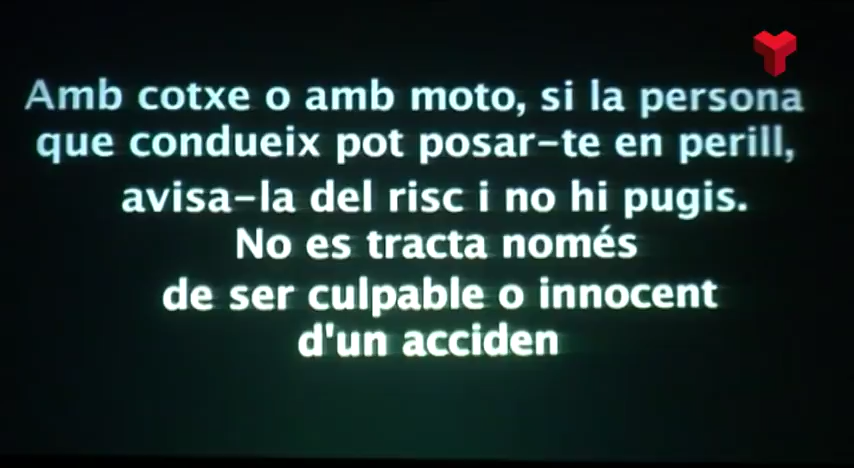 Amb cotxe o amb moto, si la persona
que condueix pot posar-te en perill,
avisa-la del risc i no hi pugis.
No es tracta només
de ser culpable o innocent
d'un acciden